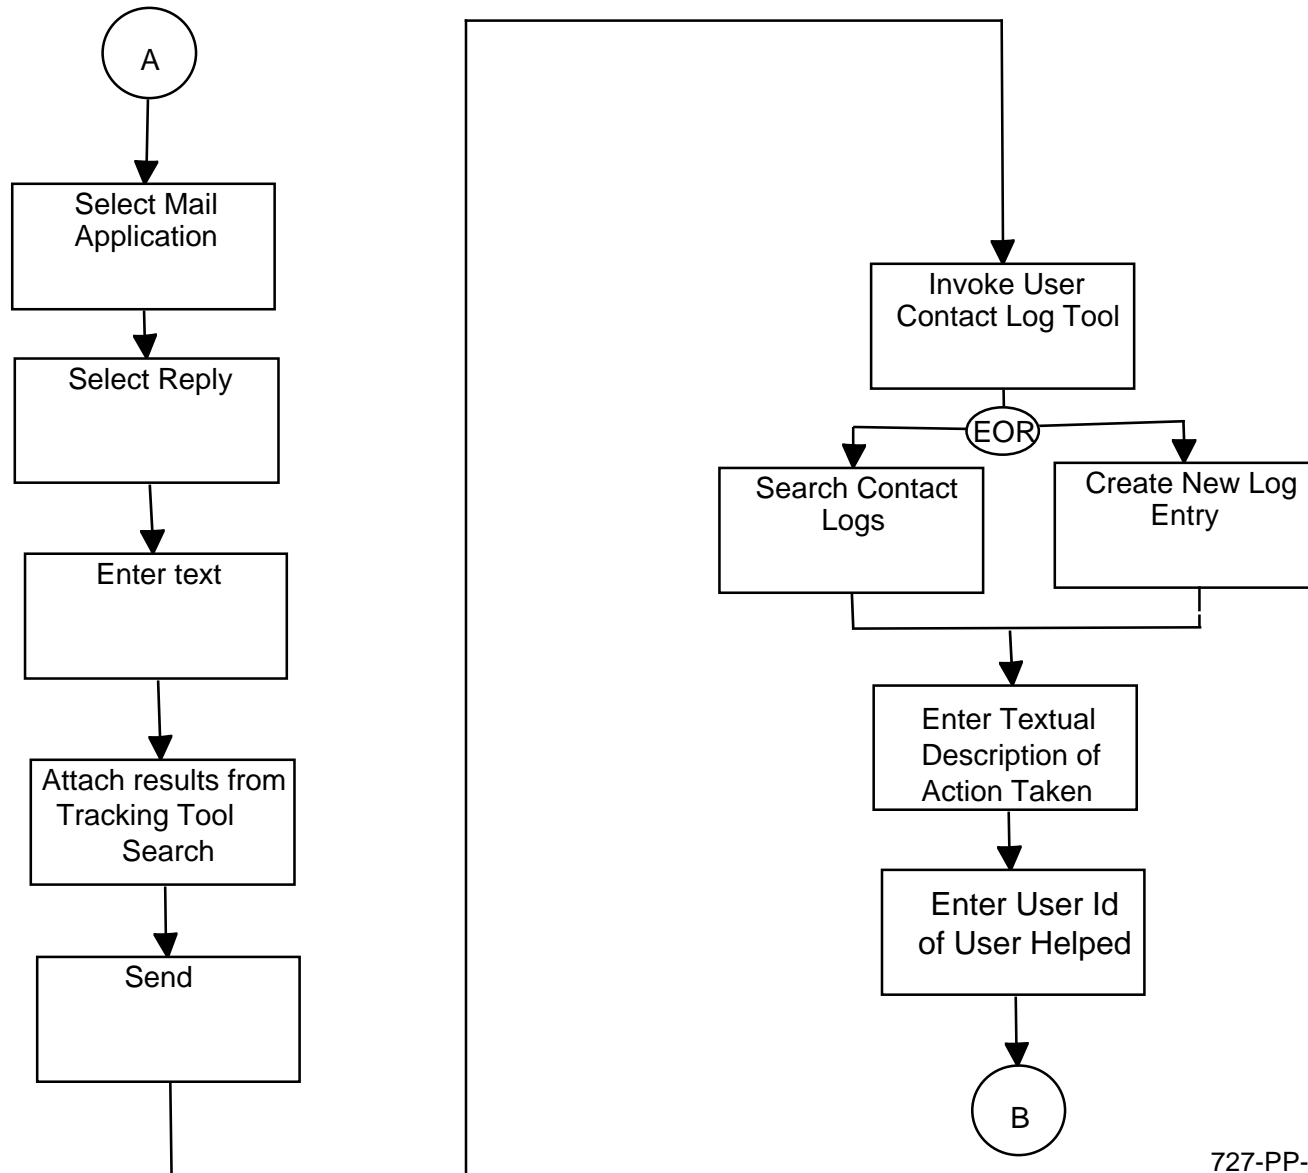 A
Select Mail
Application
Select Reply
Enter text
Attach results from
Tracking Tool
Search
Send
Invoke User
Contact Log Tool
EOR
Search Contact
Logs
Create New Log
Entry
Enter Textual
Description of
Action Taken
Enter User Id
of User Helped
B
727-PP-